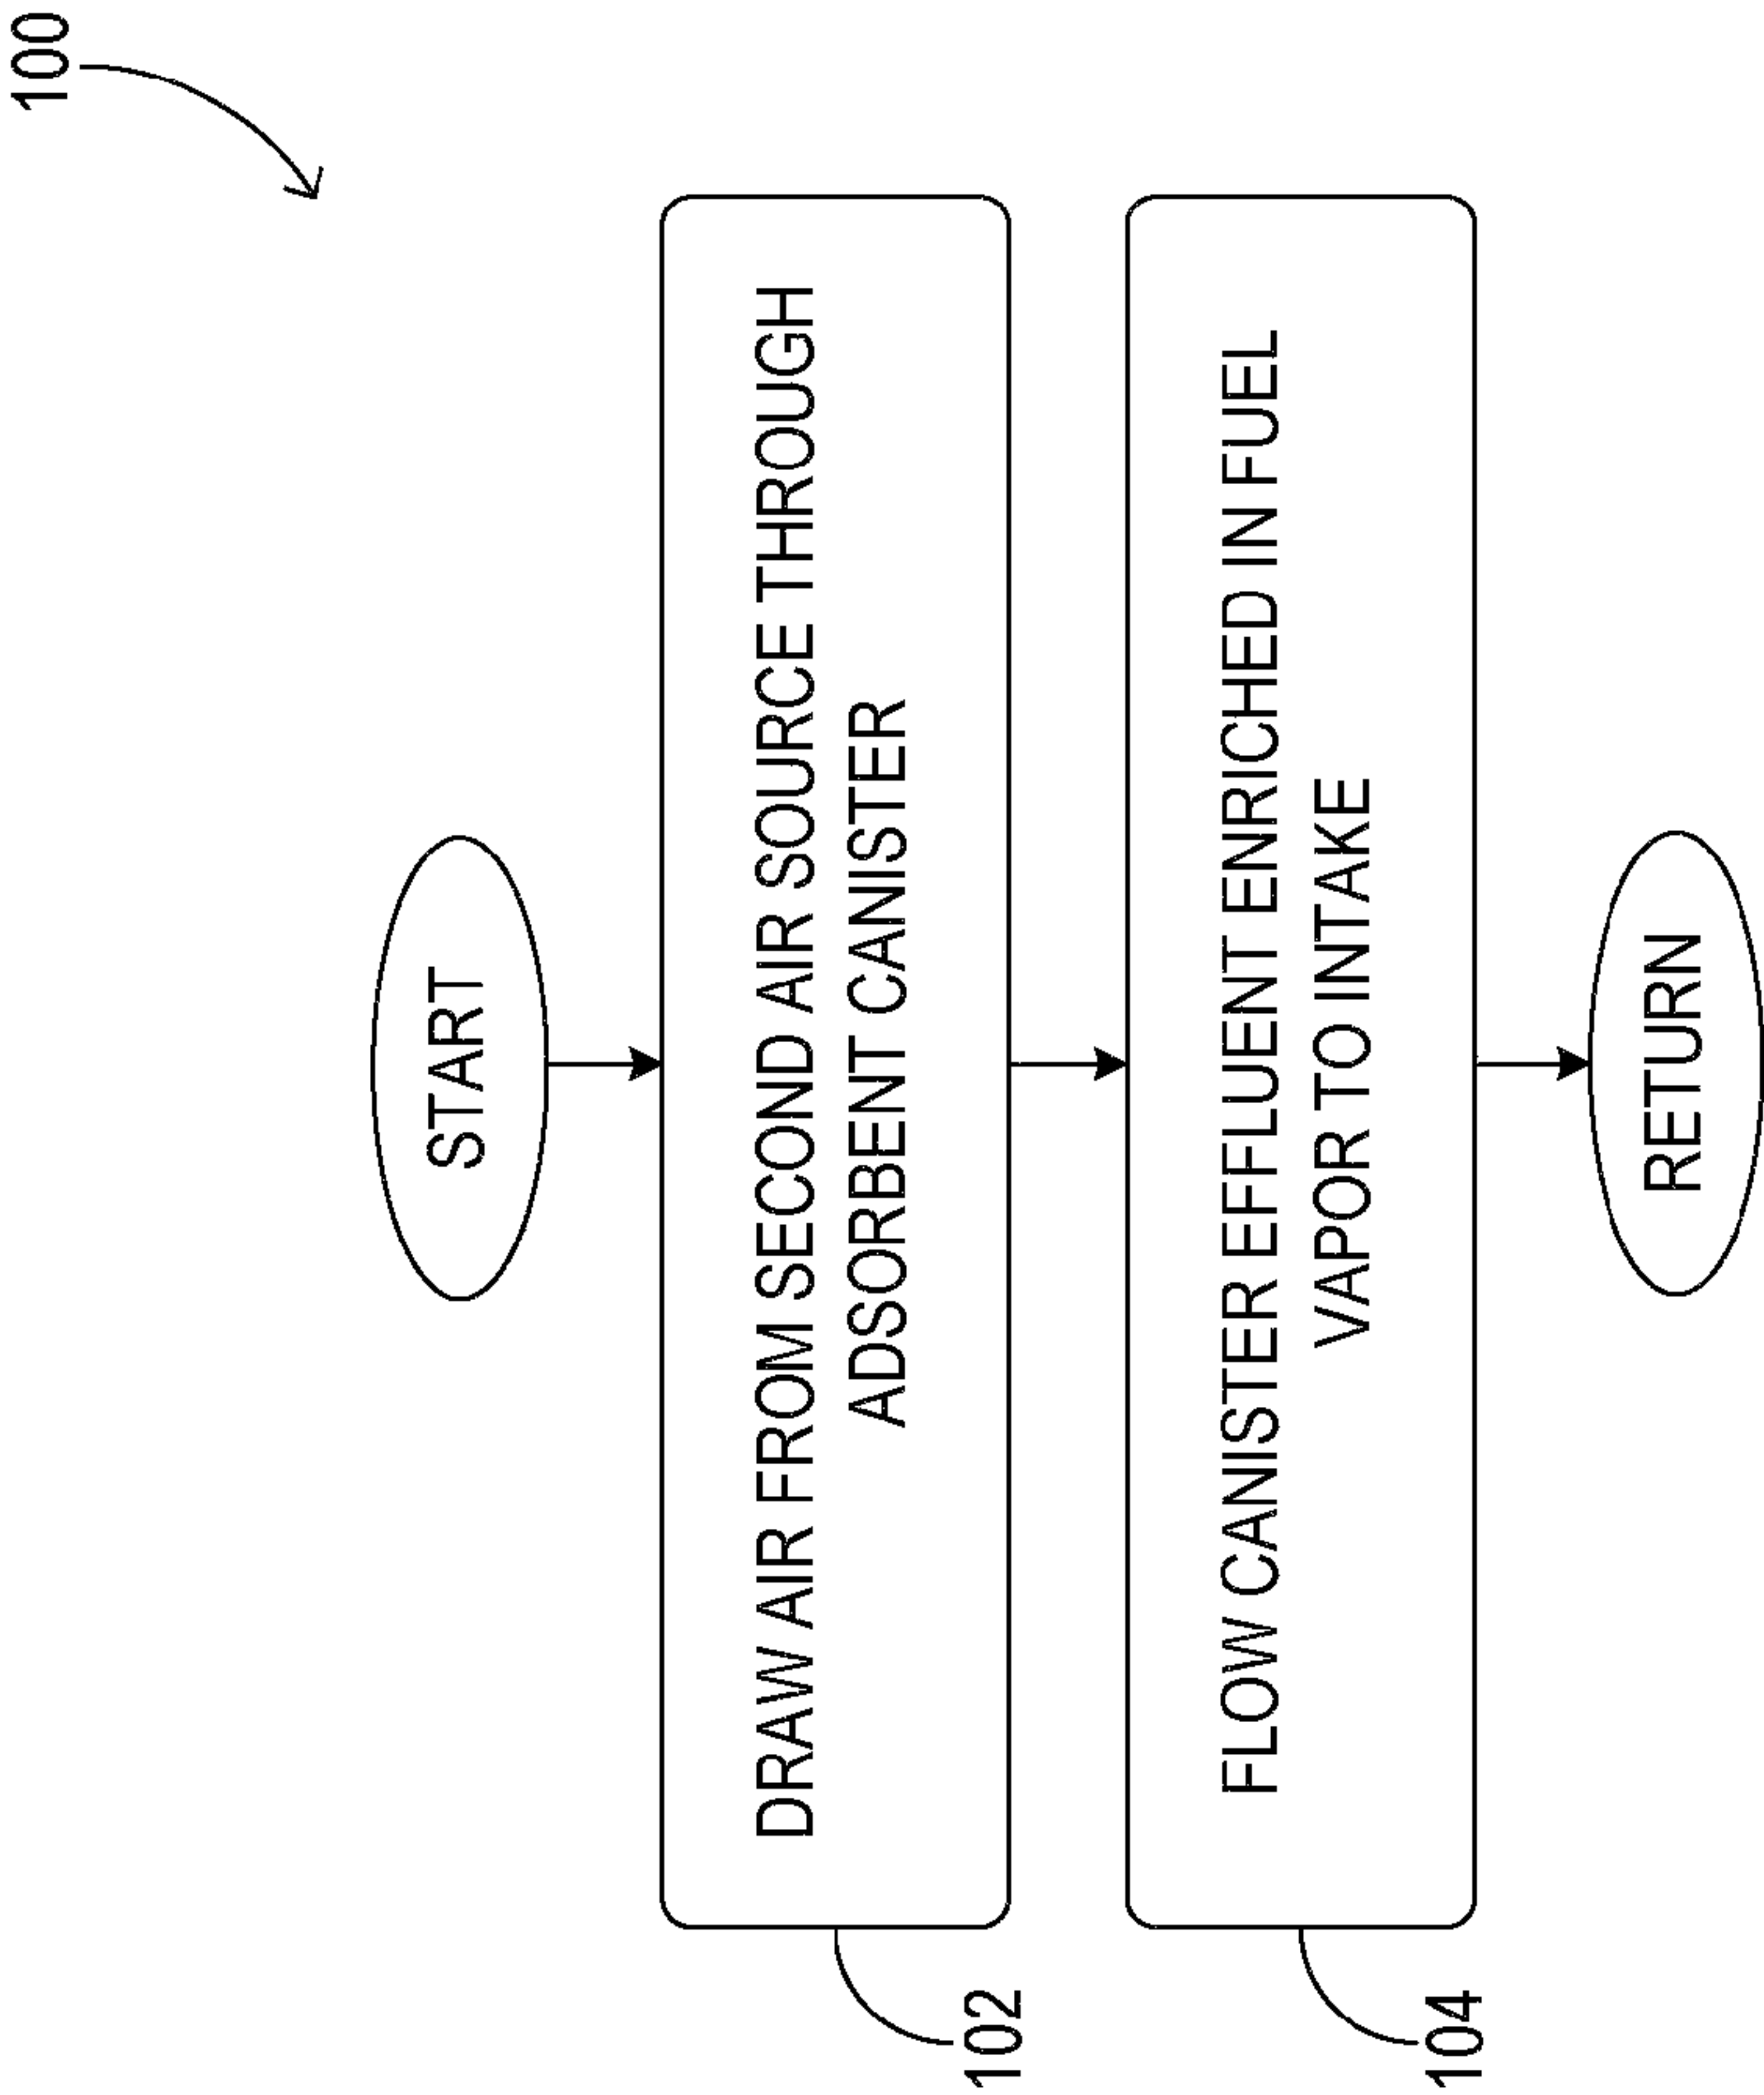 100
START
DRAW AIR FROM SECOND AIR SOURCE THROUGH
ADSORBENT CANISTER
102
FLOW CANISTER EFFLUENT ENRICHED IN FUEL
VAPOR TO INTAKE
104
RETURN